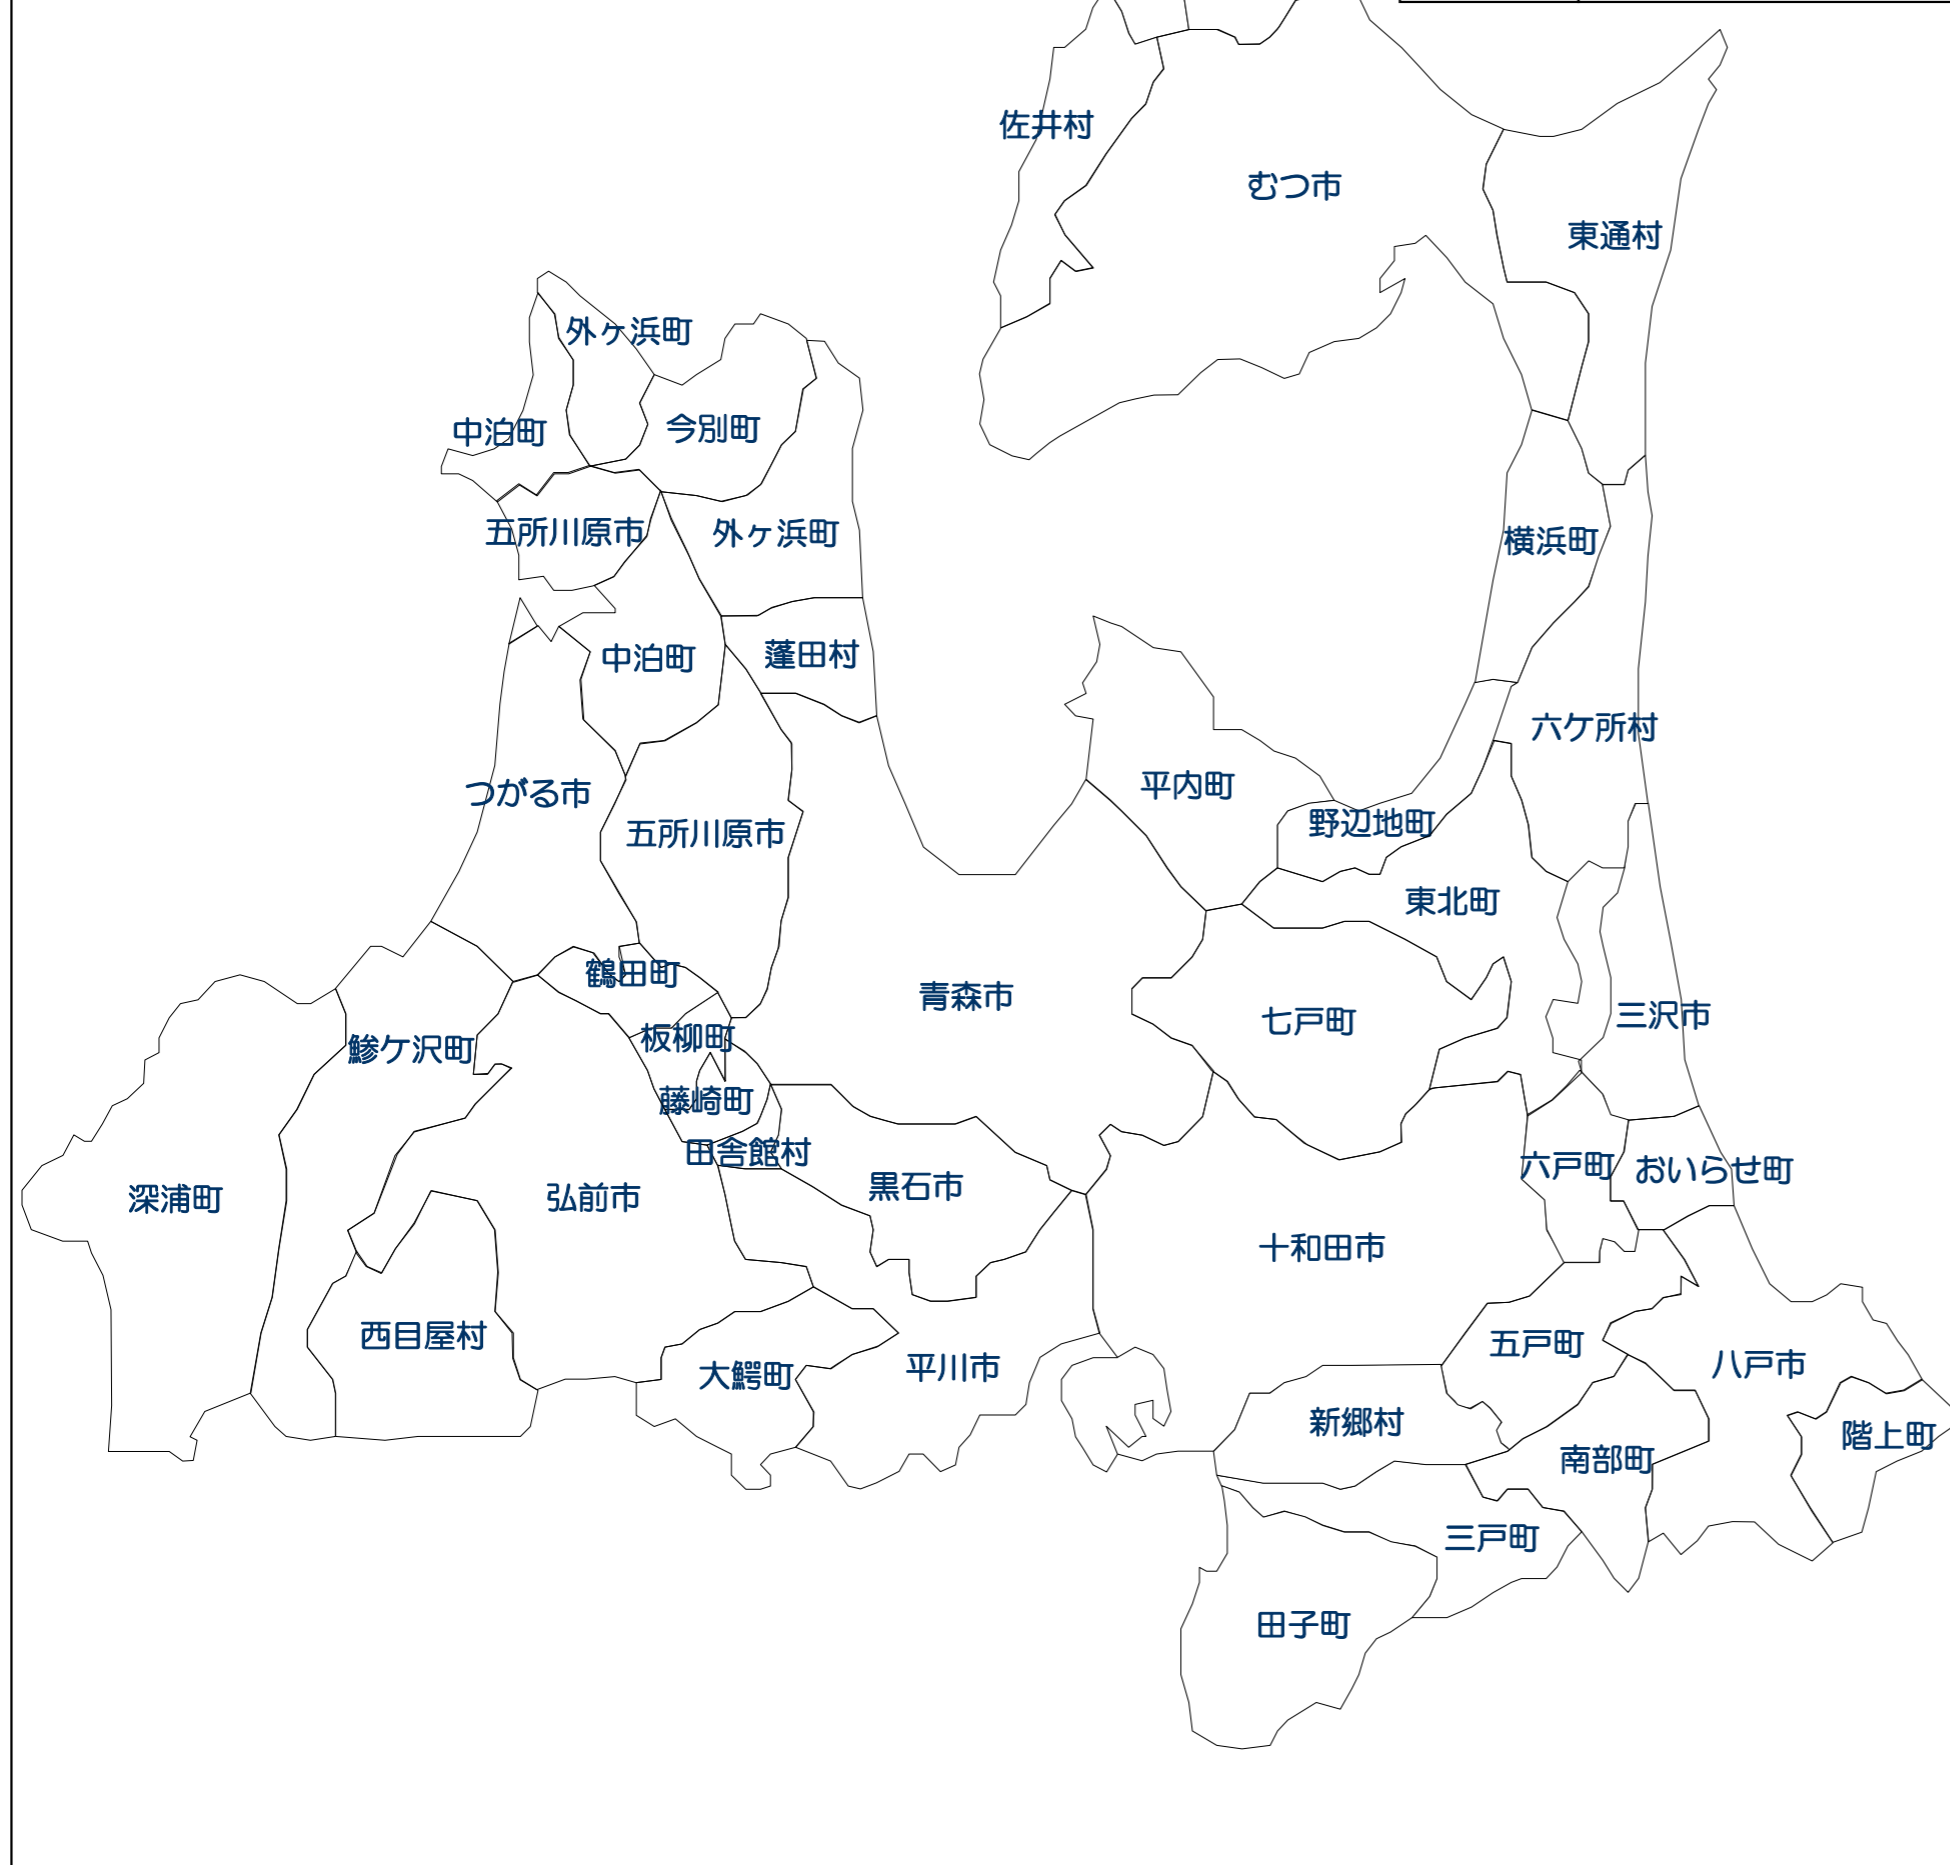 佐井村
むつ市
東通村
外ヶ浜町
今別町
中泊町
五所川原市
外ヶ浜町
横浜町
蓬田村
中泊町
六ケ所村
平内町
つがる市
野辺地町
五所川原市
東北町
鶴田町
青森市
三沢市
七戸町
板柳町
鰺ケ沢町
藤崎町
田舎館村
六戸町
おいらせ町
黒石市
弘前市
深浦町
十和田市
西目屋村
五戸町
八戸市
平川市
大鰐町
新郷村
階上町
南部町
三戸町
田子町